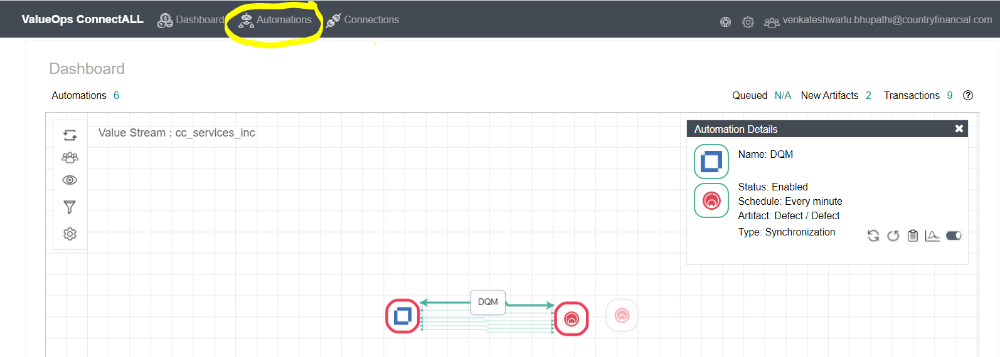 ValueOps ConnectALL Dashboard Automations Connections venkateshwarlu.bhupathi@countryfinancial.com
Dashboard
Automations 6 Queued N/A New Artifacts 2 Transactions 9
Value Stream : cc_services_inc
Automation Details
Name: DQM
Status: Enabled
Schedule: Every minute
Artifact: Defect / Defect
Type: Synchronization
DQM